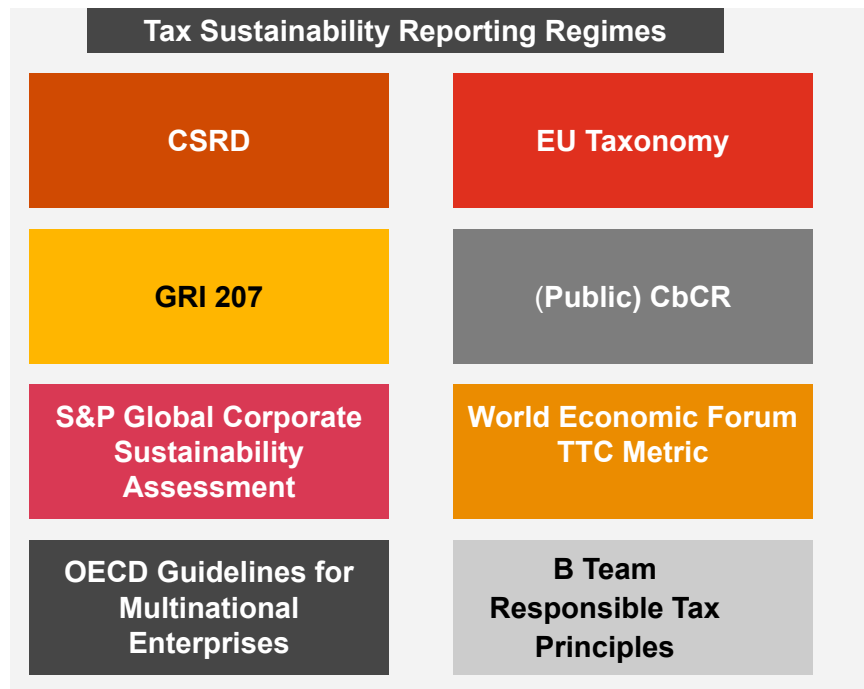 Tax Sustainability Reporting Regimes
CSRD
EU Taxonomy
GRI 207
(Public) CbCR
S&P Global Corporate
Sustainability
Assessment
World Economic Forum
TTC Metric
OECD Guidelines for
Multinational
Enterprises
B Team
Responsible Tax
Principles